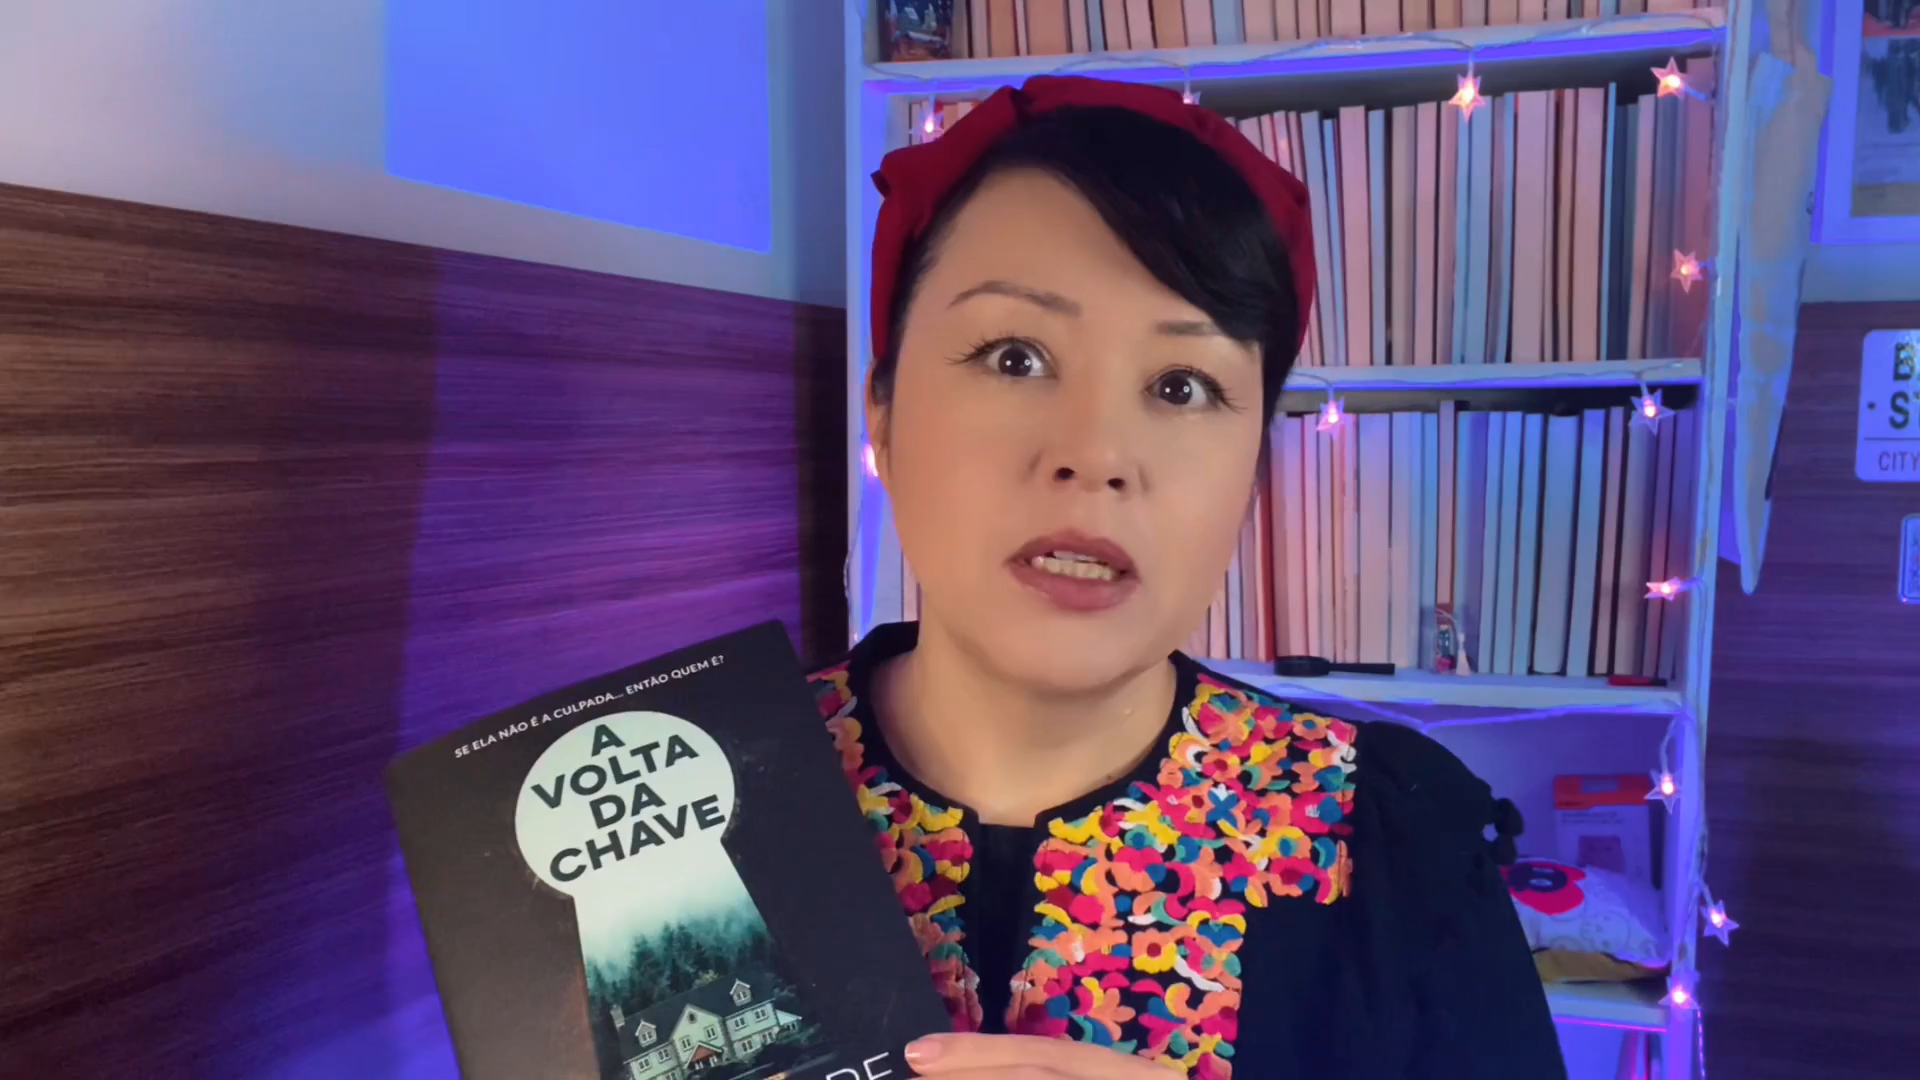 SE ELA NÃO É A CULPADA... ENTÃO QUEM É?
A
VOLTA
DA
CHAVE
CITY